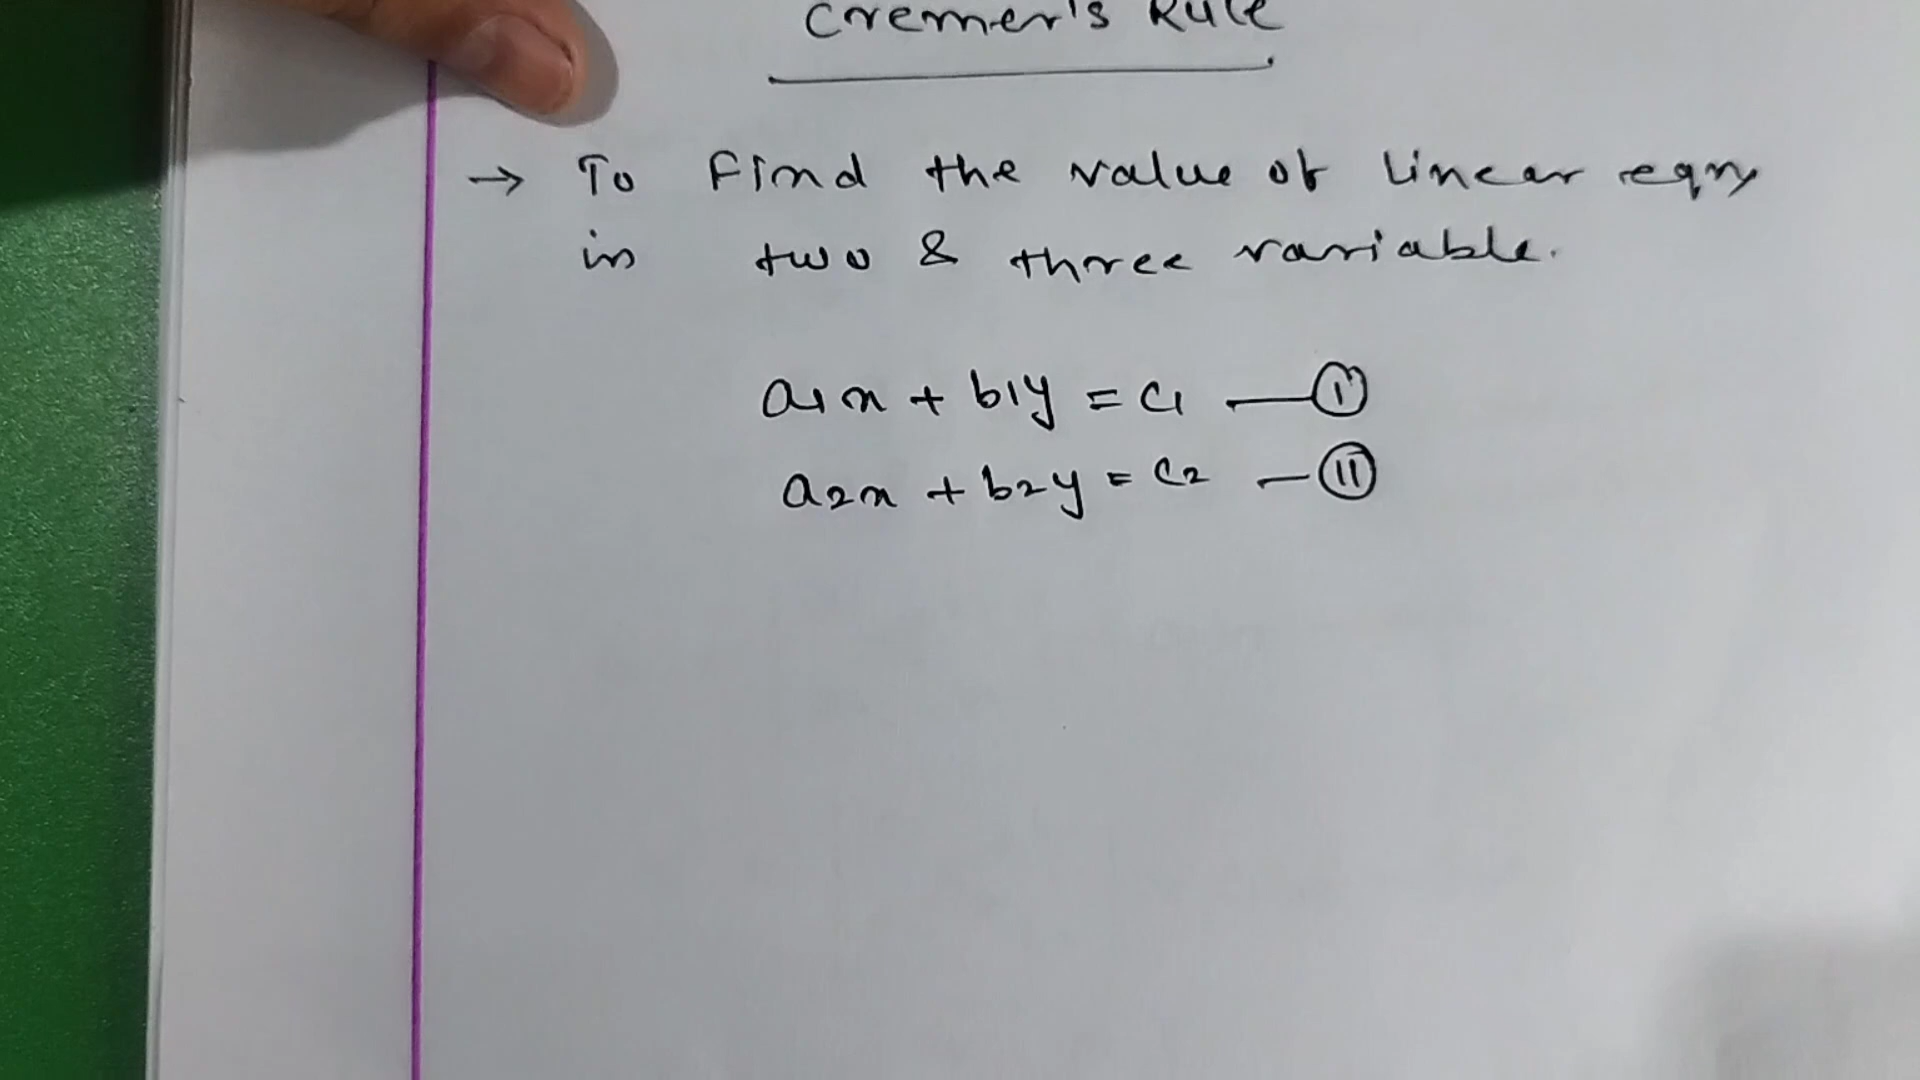 Cremer's Rule
→ To Find the value of linear eqn
in two & three variable.
a1x + b1y = c1 — I
a2x + b2y = c2 — II